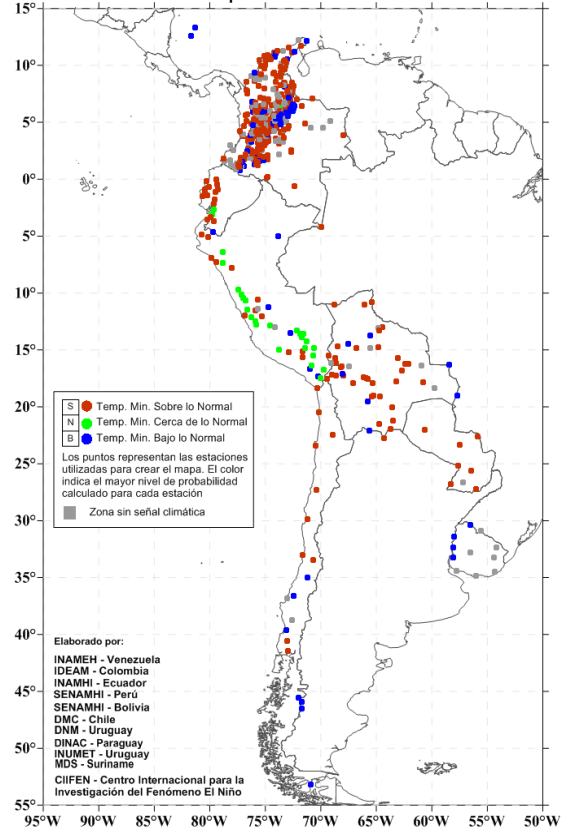 15°
10°
5°
0°
5°
10°
15°
20°
25°
30°
35°
40°
45°
50°
55°
S Temp. Min. Sobre lo Normal
N Temp. Min. Cerca de lo Normal
B Temp. Min. Bajo lo Normal
Los puntos representan las estaciones
utilizadas para crear el mapa. El color
indica el mayor nivel de probabilidad
calculado para cada estación
Zona sin señal climática
Elaborado por:
INAMEH - Venezuela
IDEAM - Colombia
INAMHI - Ecuador
SENAMHI - Perú
SENAMHI - Bolivia
DMC - Chile
DNM - Uruguay
DINAC - Paraguay
INUMET - Uruguay
MDS - Suriname
CIIFEN - Centro Internacional para la
Investigación del Fenómeno El Niño
95°W 90°W 85°W 80°W 75°W 70°W 65°W 60°W 55°W 50°W